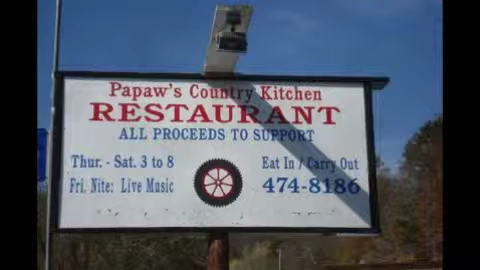 Papaw's Country Kitchen
RESTAURANT
ALL PROCEEDS TO SUPPORT
Thur. - Sat. 3 to 8
Eat In / Carry Out
Fri. Nite: Live Music
474-8186